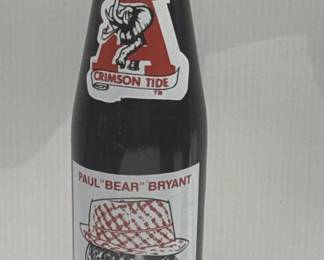 A
CRIMSON TIDE
TM
PAUL "BEAR" BRYANT